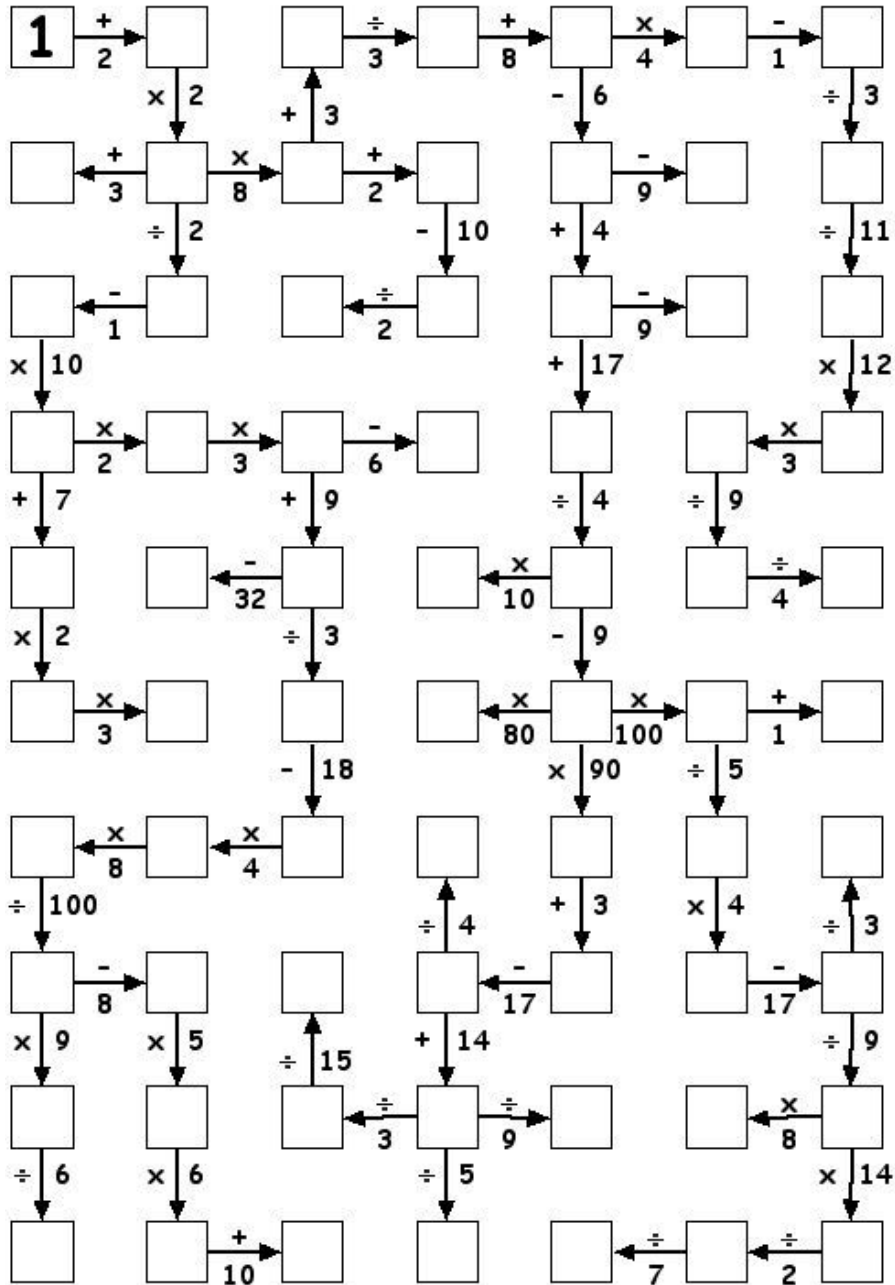 1 + 2 ÷ 3 + 8 × 4 - 1
× 2 + 3 - 6 ÷ 3
+ 3 × 8 + 2 - 9
÷ 2 - 10 + 4 ÷ 11
- 1 ÷ 2 - 9
× 10 + 17 × 12
× 2 × 3 - 6 × 3
+ 7 + 9 ÷ 4 ÷ 9
- 32 × 10 ÷ 4
× 2 ÷ 3 - 9
× 3 × 80 × 100 + 1
- 18 × 90 ÷ 5
× 8 × 4
÷ 100 ÷ 4 + 3 × 4 ÷ 3
- 8 - 17 - 17
× 9 × 5 ÷ 15 + 14 ÷ 9
÷ 3 ÷ 9 × 8
÷ 6 × 6 ÷ 5 × 14
+ 10 ÷ 7 ÷ 2